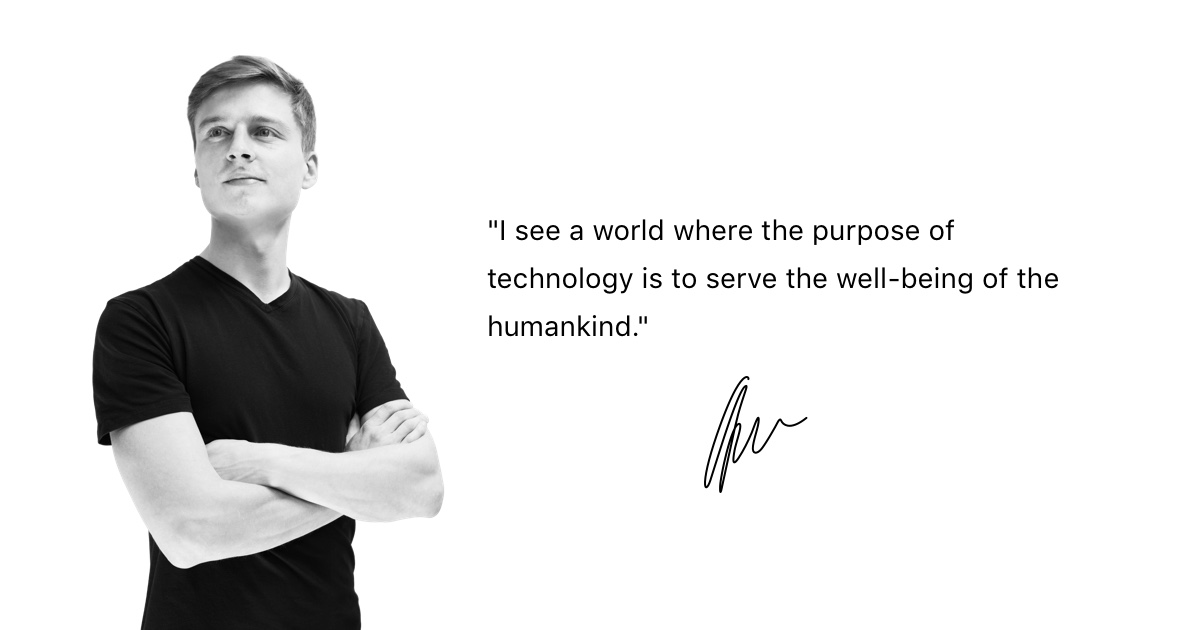 "I see a world where the purpose of
technology is to serve the well-being of the
humankind."